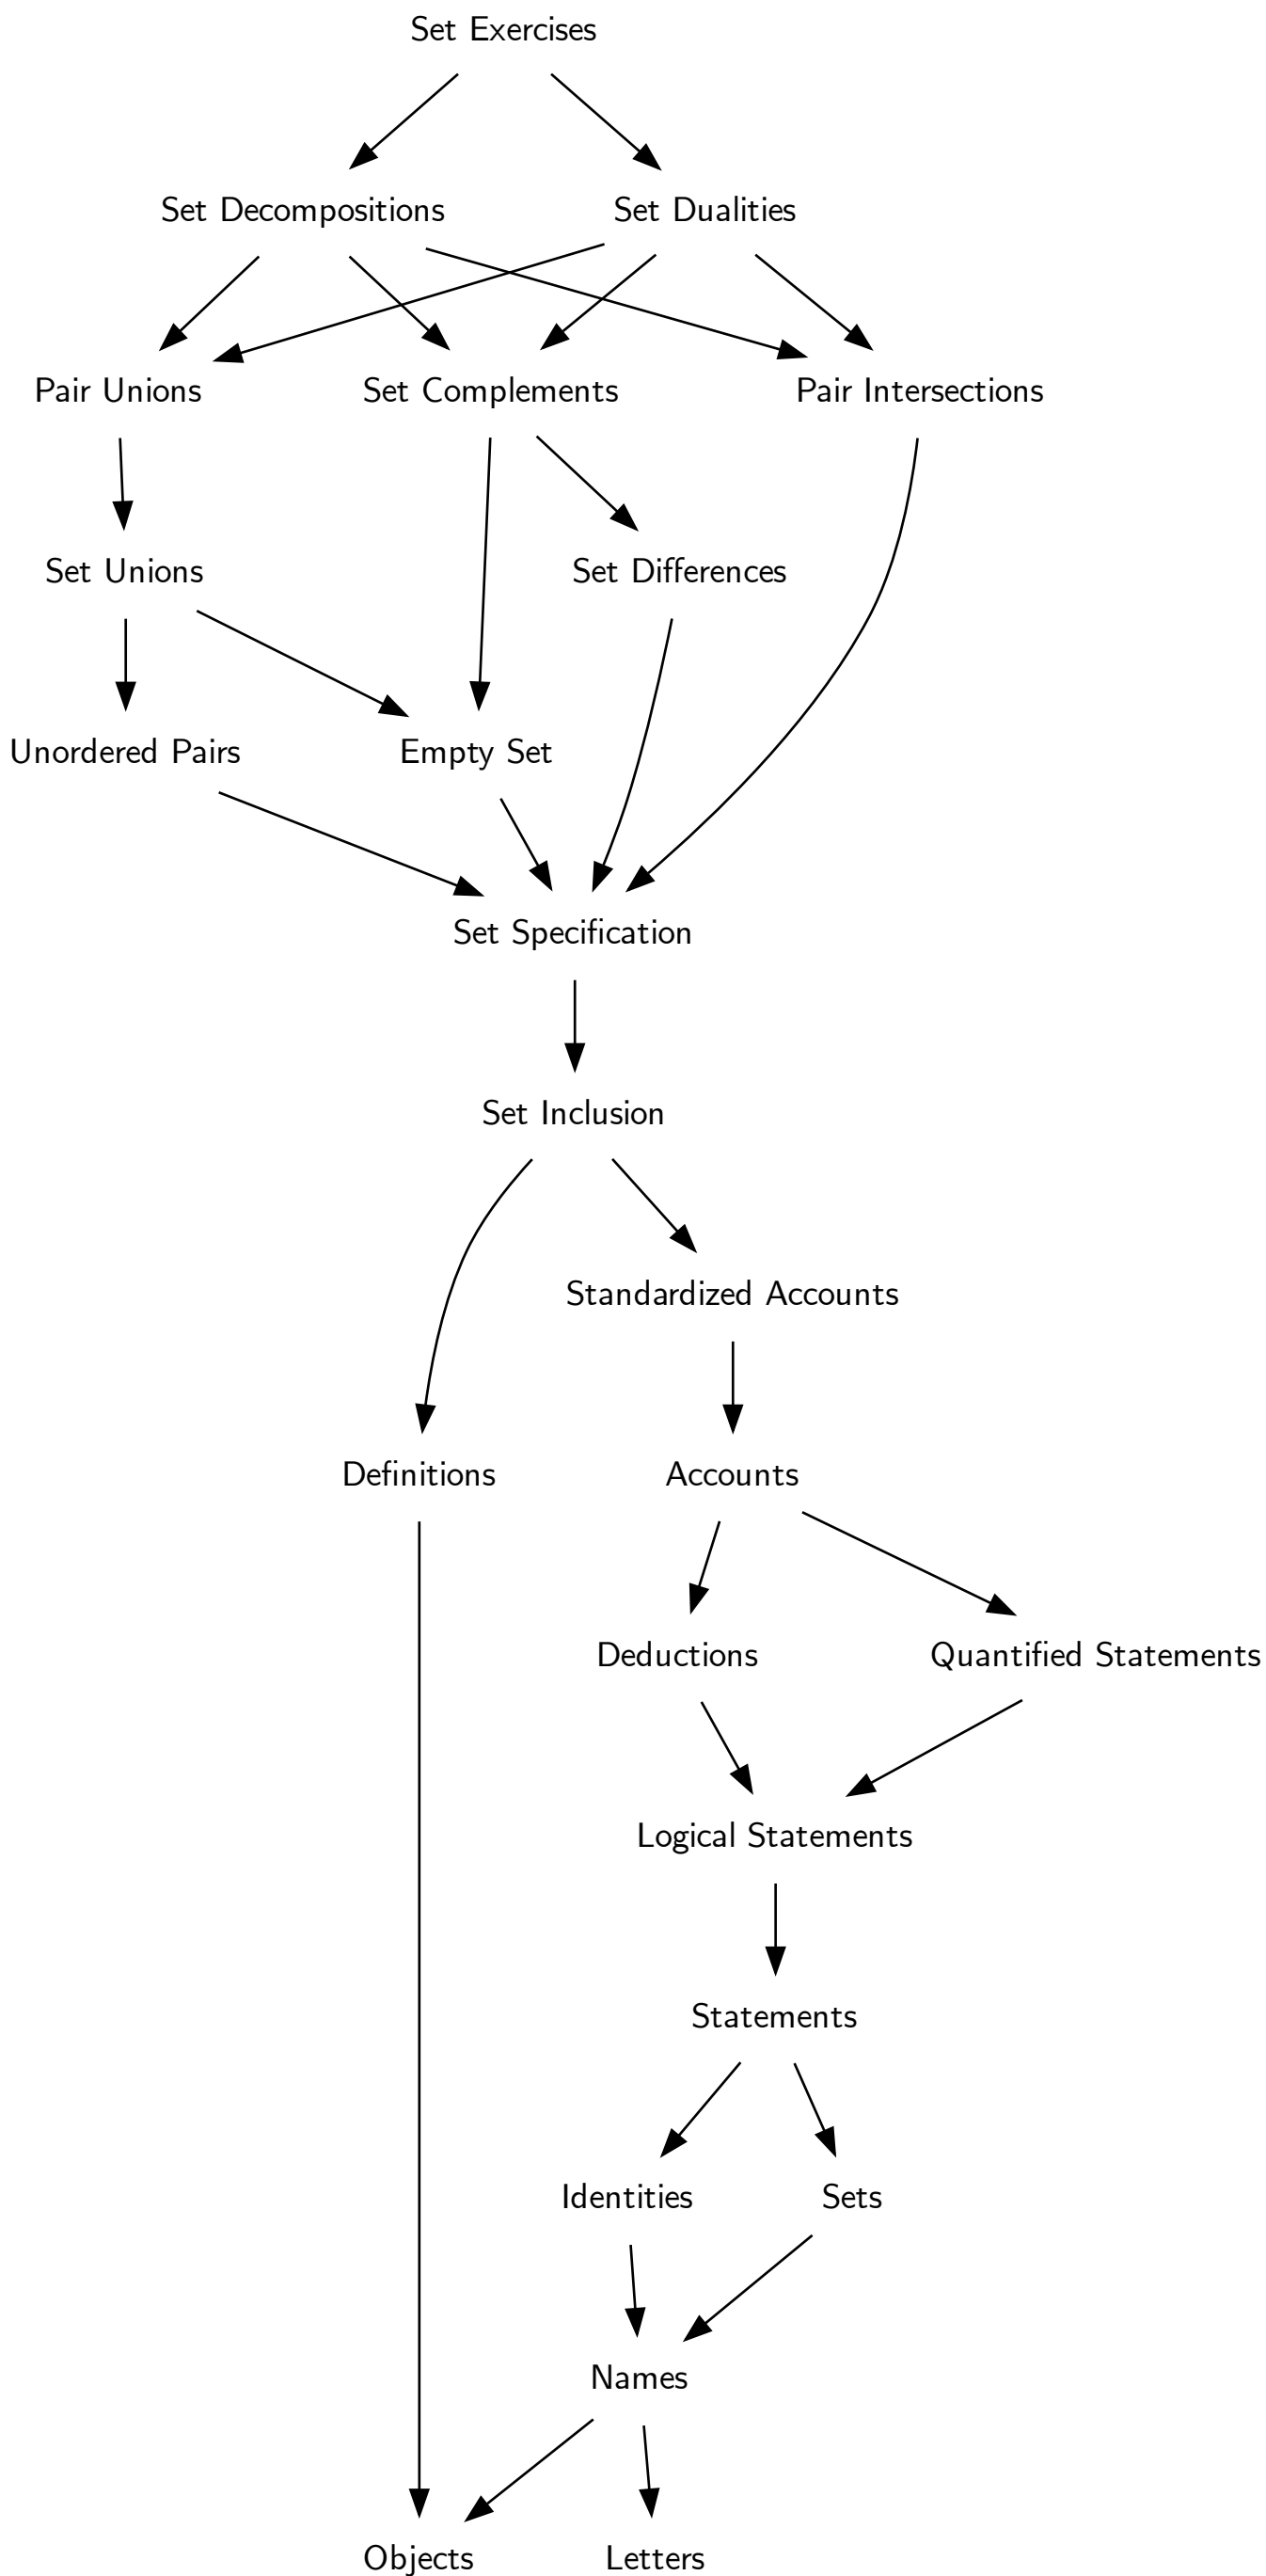 Set Exercises
Set Decompositions
Set Dualities
Pair Unions
Set Complements
Pair Intersections
Set Unions
Set Differences
Unordered Pairs
Empty Set
Set Specification
Set Inclusion
Standardized Accounts
Definitions
Accounts
Deductions
Quantified Statements
Logical Statements
Statements
Identities
Sets
Names
Objects
Letters